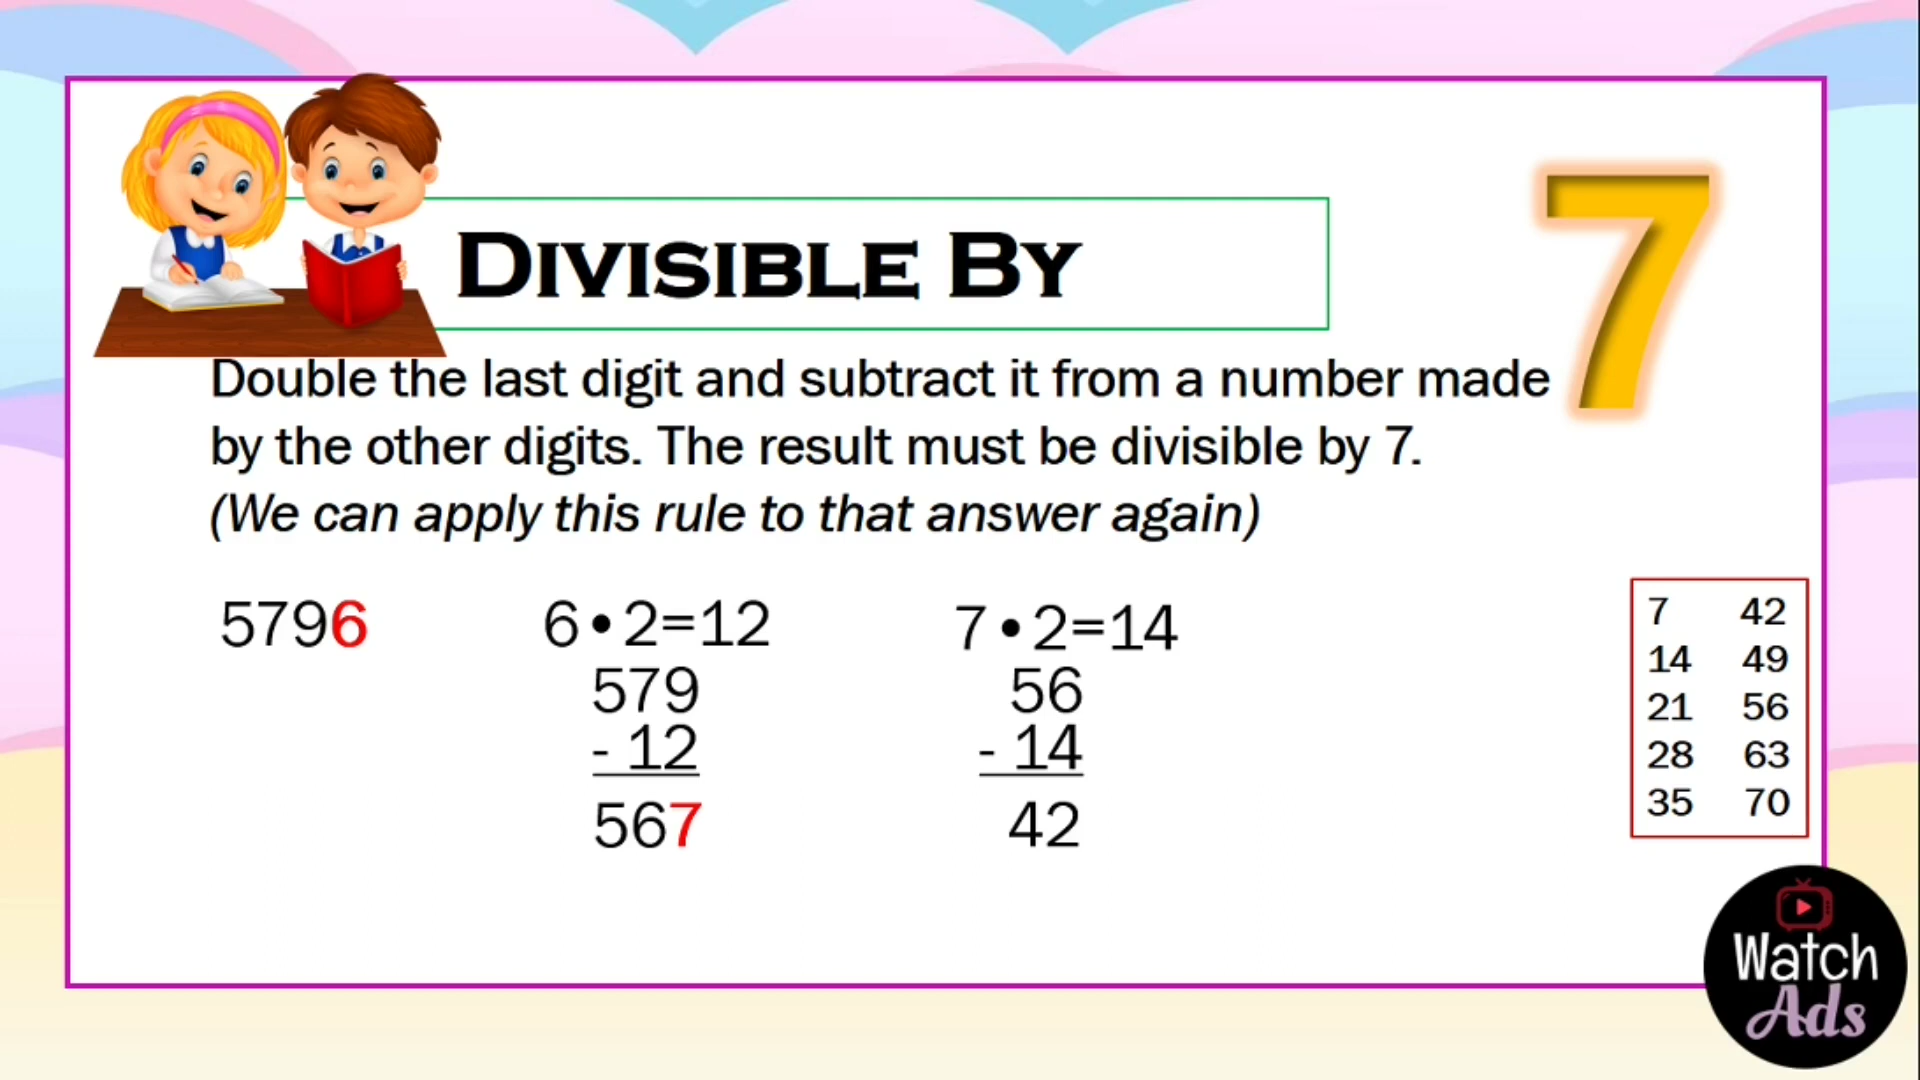 DIVISIBLE BY
7
Double the last digit and subtract it from a number made
by the other digits. The result must be divisible by 7.
(We can apply this rule to that answer again)
5796
6•2=12
579
- 12
567
7•2=14
56
- 14
42
7 42
14 49
21 56
28 63
35 70
Watch
Ads